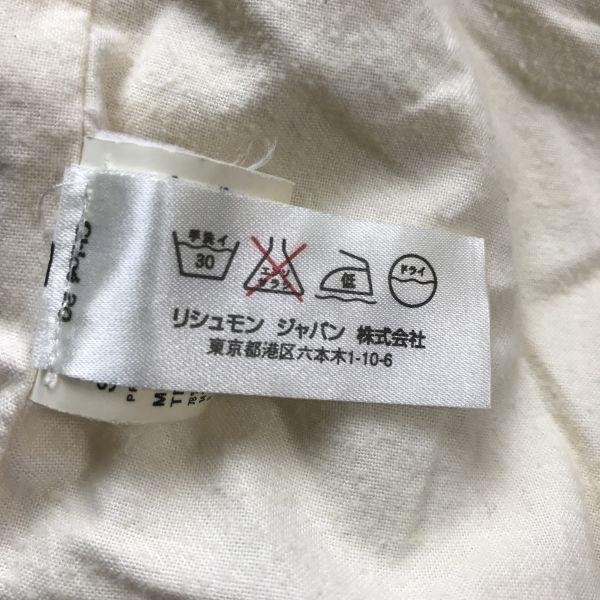 手洗イ
30
エンソ
サラシ
低
ドライ
リシュモン ジャパン 株式会社
東京都港区六本木1-10-6